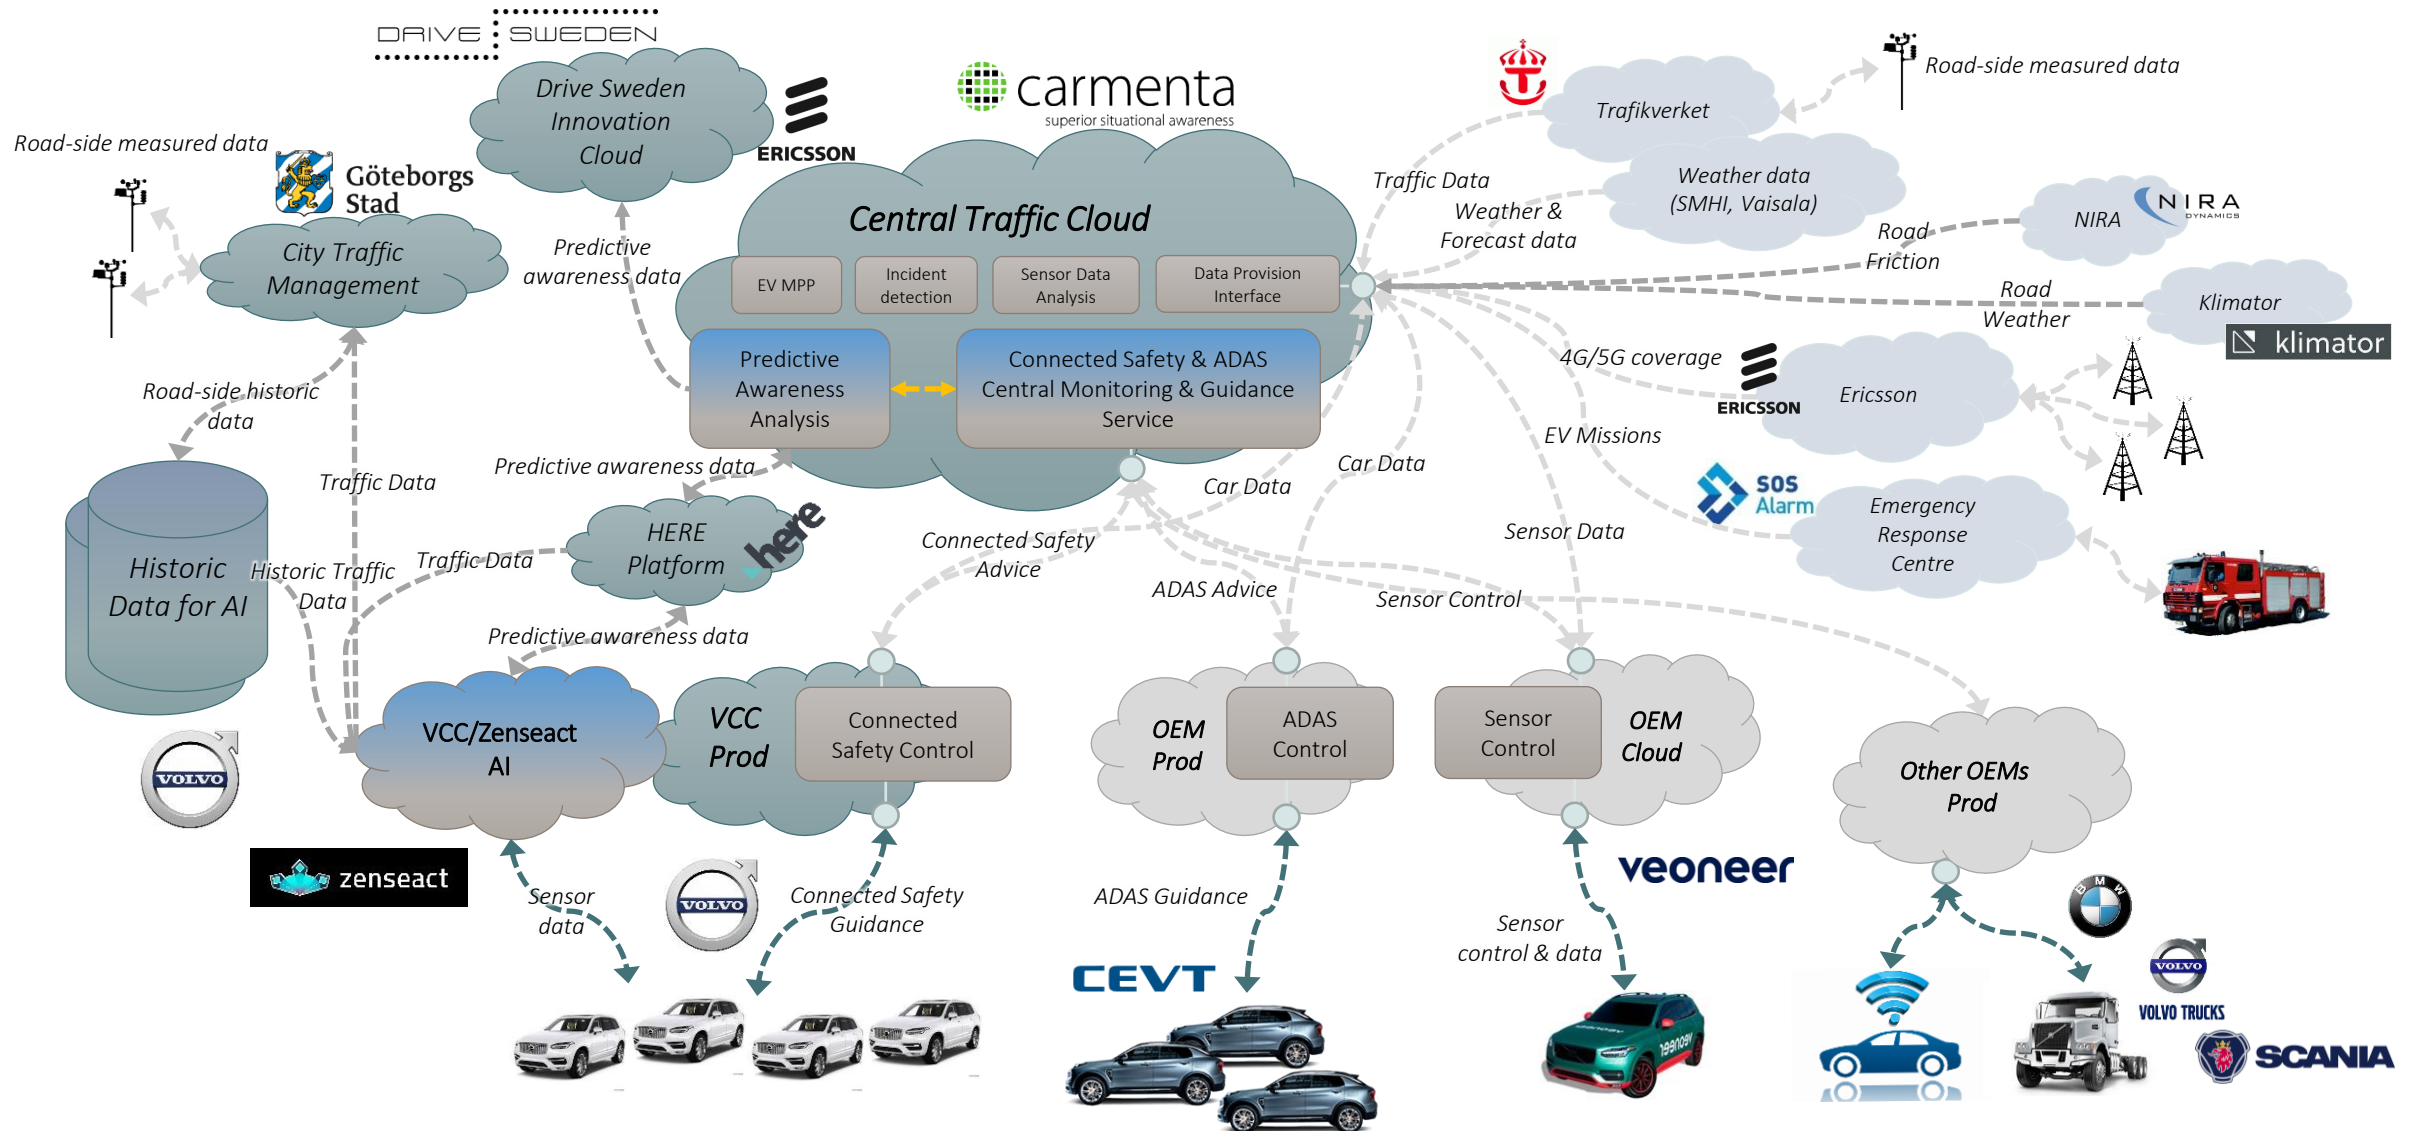 DRIVE SWEDEN
Drive Sweden
Innovation
Cloud
ERICSSON
carmenta
superior situational awareness
Trafikverket
Road-side measured data
Road-side measured data
Göteborgs
Stad
City Traffic
Management
Predictive
awareness data
Central Traffic Cloud
EV MPP
Incident
detection
Sensor Data
Analysis
Data Provision
Interface
Predictive
Awareness
Analysis
Connected Safety & ADAS
Central Monitoring & Guidance
Service
Traffic Data
Weather data
(SMHI, Vaisala)
Weather &
Forecast data
NIRA
NIRA
DYNAMICS
Road
Friction
Klimator
klimator
Road
Weather
4G/5G coverage
ERICSSON
Ericsson
EV Missions
SOS
Alarm
Emergency
Response
Centre
Road-side historic
data
Traffic Data
Predictive awareness data
HERE
Platform
here
Historic
Data for AI
Historic Traffic
Data
Traffic Data
Predictive awareness data
Car Data
Car Data
Connected Safety
Advice
ADAS Advice
Sensor Data
Sensor Control
VOLVO
VCC/Zenseact
AI
VCC
Prod
Connected
Safety Control
OEM
Prod
ADAS
Control
Sensor
Control
OEM
Cloud
Other OEMs
Prod
zenseact
Sensor
data
VOLVO
Connected Safety
Guidance
ADAS Guidance
CEVT
Sensor
control & data
veoneer
veoneer
BMW
VOLVO
VOLVO TRUCKS
SCANIA